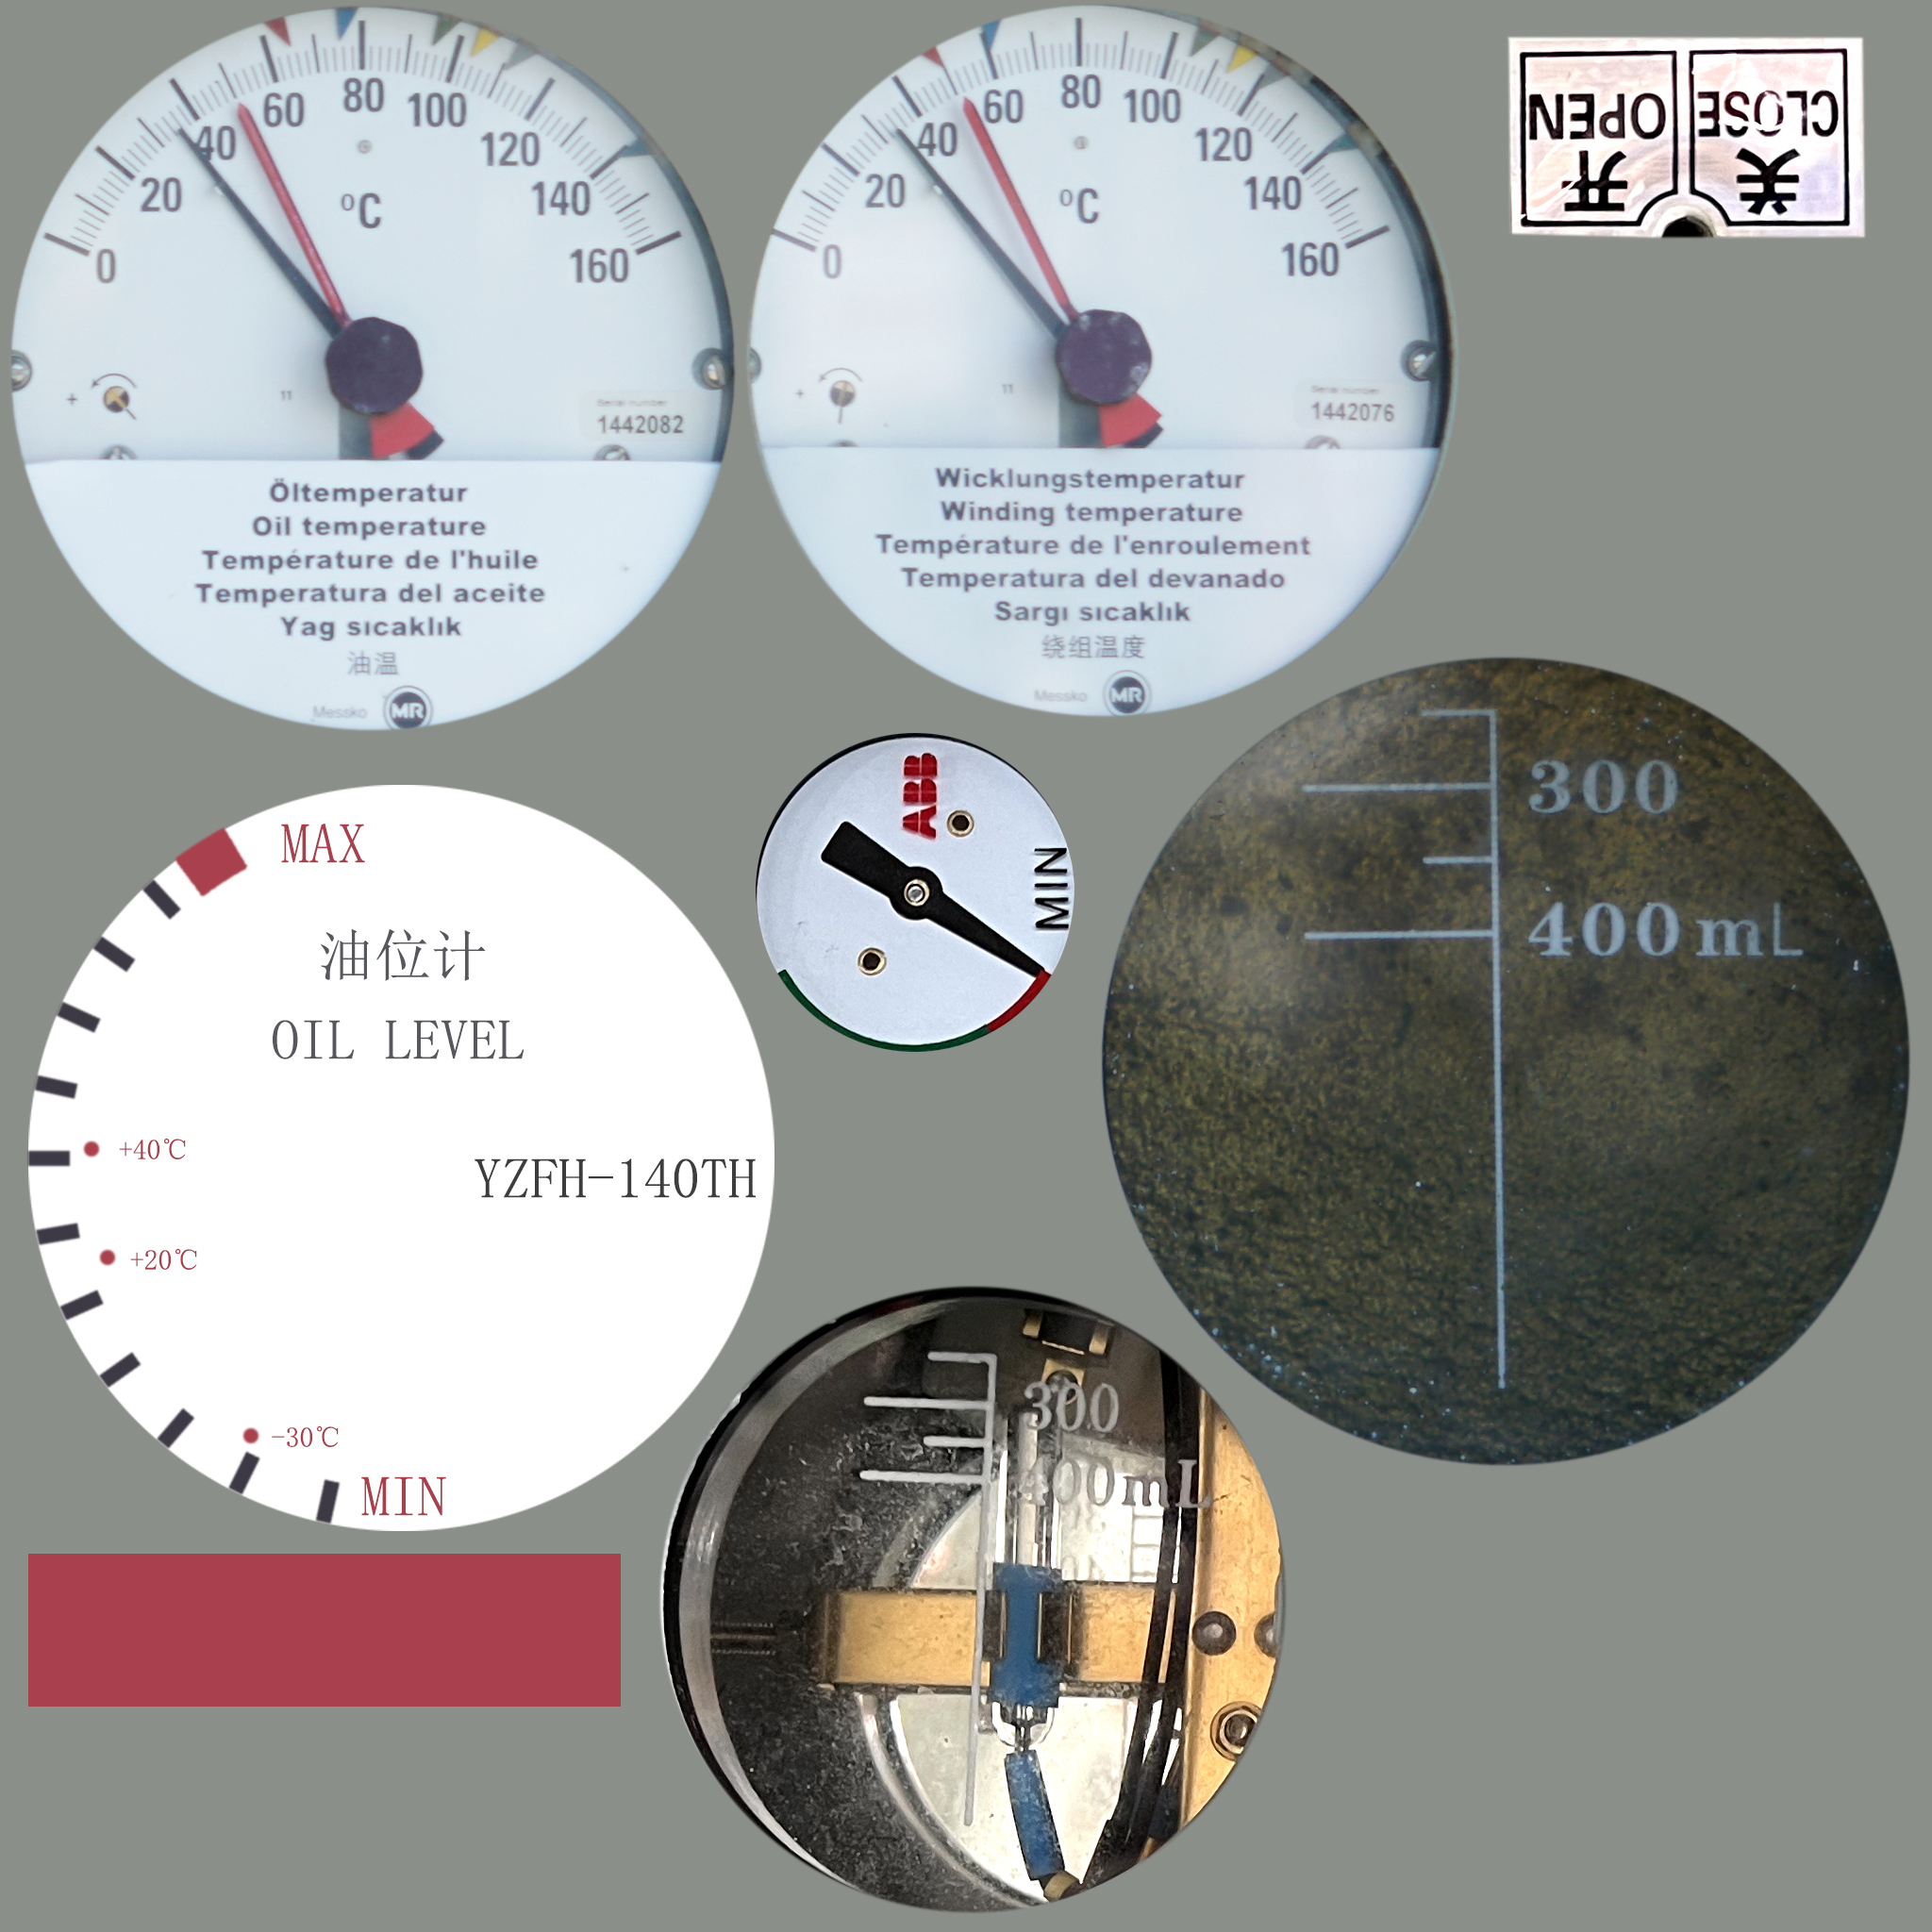 0
20
40
60
80
100
120
140
160
°C
+
11
Serial number
1442082
Öltemperatur
Oil temperature
Température de l'huile
Temperatura del aceite
Yag sıcaklık
油温
Messko MR
0
20
40
60
80
100
120
140
160
°C
+
11
Serial number
1442076
Wicklungstemperatur
Winding temperature
Température de l'enroulement
Temperatura del devanado
Sargı sıcaklık
绕组温度
Messko MR
开
OPEN
关
CLOSE
MAX
油位计
OIL LEVEL
+40℃
YZFH-140TH
+20℃
-30℃
MIN
ABB
MIN
300
400mL
300
400mL